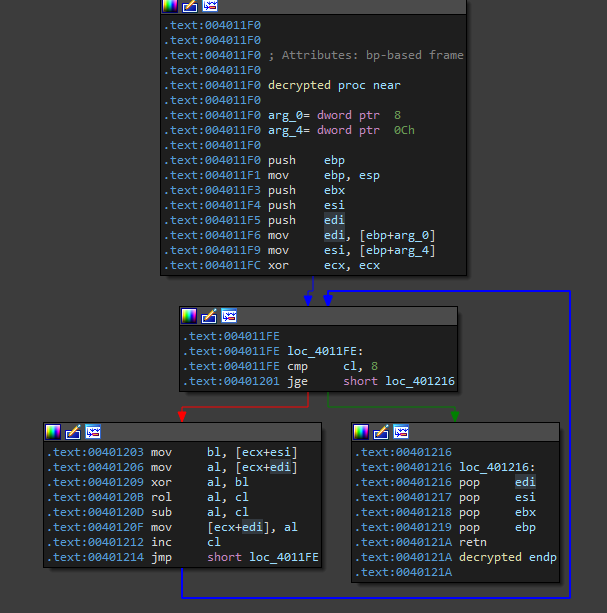 .text:004011F0
.text:004011F0
.text:004011F0 ; Attributes: bp-based frame
.text:004011F0
.text:004011F0 decrypted proc near
.text:004011F0
.text:004011F0 arg_0= dword ptr  8
.text:004011F0 arg_4= dword ptr  0Ch
.text:004011F0
.text:004011F0 push    ebp
.text:004011F1 mov     ebp, esp
.text:004011F3 push    ebx
.text:004011F4 push    esi
.text:004011F5 push    edi
.text:004011F6 mov     edi, [ebp+arg_0]
.text:004011F9 mov     esi, [ebp+arg_4]
.text:004011FC xor     ecx, ecx
.text:004011FE
.text:004011FE loc_4011FE:
.text:004011FE cmp     cl, 8
.text:00401201 jge     short loc_401216
.text:00401203 mov     bl, [ecx+esi]
.text:00401206 mov     al, [ecx+edi]
.text:00401209 xor     al, bl
.text:0040120B rol     al, cl
.text:0040120D sub     al, cl
.text:0040120F mov     [ecx+edi], al
.text:00401212 inc     cl
.text:00401214 jmp     short loc_4011FE
.text:00401216
.text:00401216 loc_401216:
.text:00401216 pop     edi
.text:00401217 pop     esi
.text:00401218 pop     ebx
.text:00401219 pop     ebp
.text:0040121A retn
.text:0040121A decrypted endp
.text:0040121A